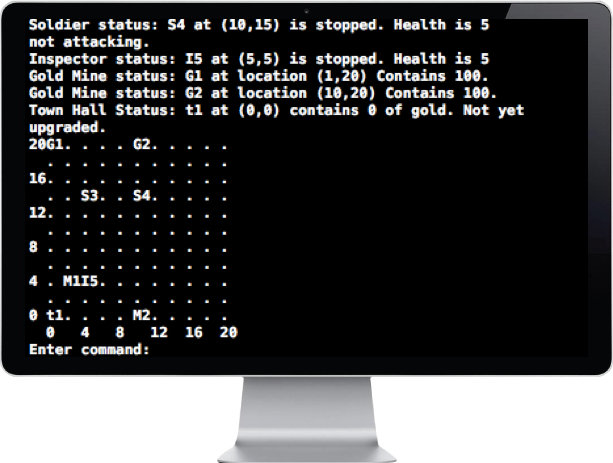 Soldier status: S4 at (10,15) is stopped. Health is 5
not attacking.
Inspector status: I5 at (5,5) is stopped. Health is 5
Gold Mine status: G1 at location (1,20) Contains 100.
Gold Mine status: G2 at location (10,20) Contains 100.
Town Hall Status: t1 at (0,0) contains 0 of gold. Not yet
upgraded.
20G1. . . . G2. . . . .
  . . . . . . . . . . .
16. . . . . . . . . . .
  . . S3. . S4. . . . .
12. . . . . . . . . . .
  . . . . . . . . . . .
8 . . . . . . . . . . .
  . . . . . . . . . . .
4 . M1I5. . . . . . . .
  . . . . . . . . . . .
0 t1. . . . M2. . . . .
  0   4   8   12  16  20
Enter command: